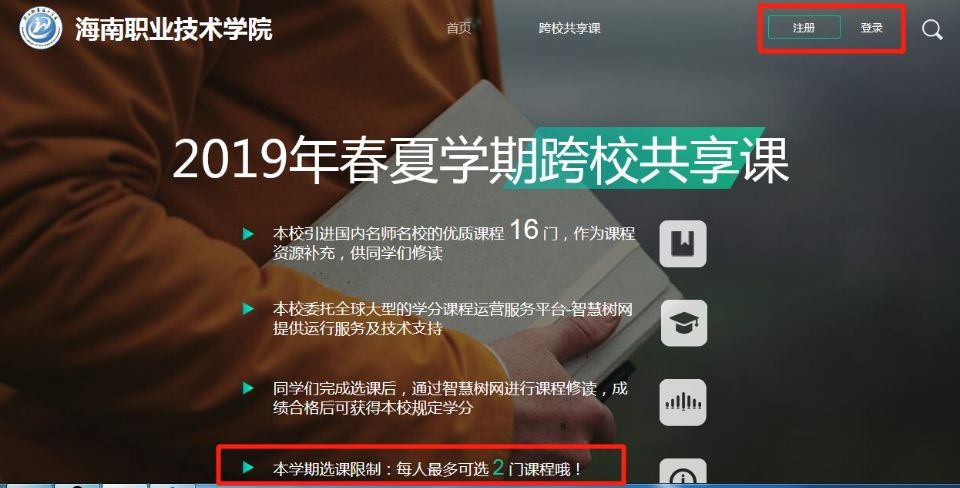 海南职业技术学院
首页
跨校共享课
注册
登录
2019年春夏学期跨校共享课
本校引进国内名师名校的优质课程 16 门，作为课程
资源补充，供同学们修读
本校委托全球大型的学分课程运营服务平台-智慧树网
提供运行服务及技术支持
同学们完成选课后，通过智慧树网进行课程修读，成
绩合格后可获得本校规定学分
本学期选课限制：每人最多可选 2 门课程哦！